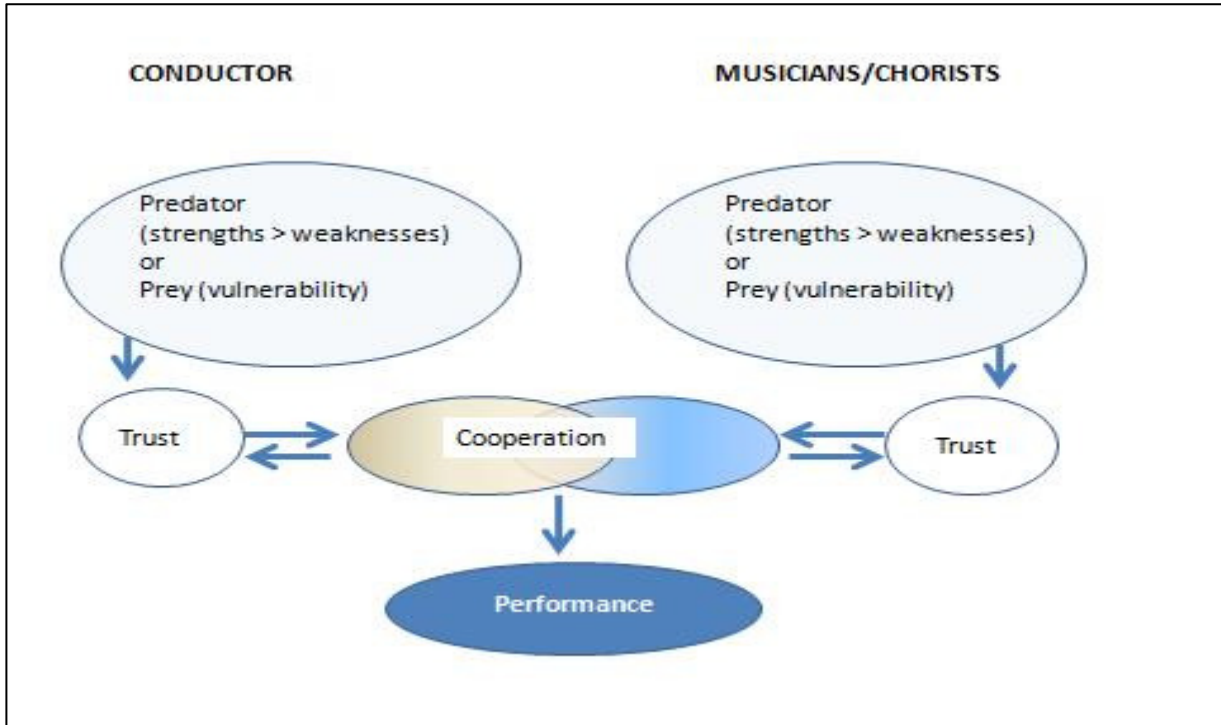 CONDUCTOR
MUSICIANS/CHORISTS
Predator
(strengths > weaknesses)
or
Prey (vulnerability)
Predator
(strengths > weaknesses)
or
Prey (vulnerability)
Trust
Cooperation
Trust
Performance